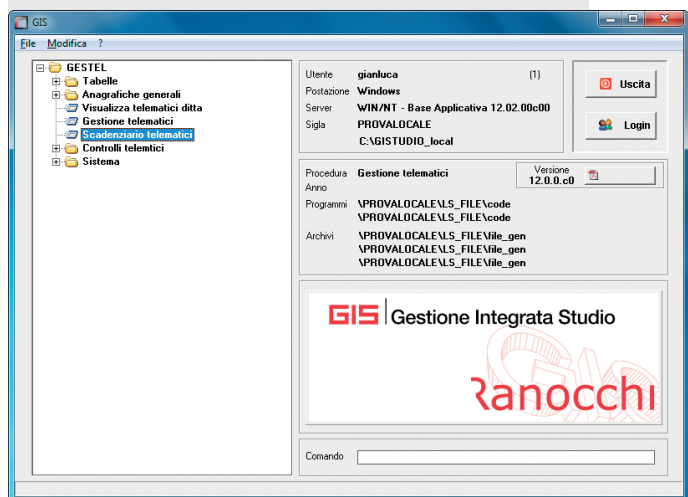 GIS
File Modifica ?
GESTEL
Tabelle
Anagrafiche generali
Visualizza telematici ditta
Gestione telematici
Scadenziario telematici
Controlli telemtici
Sistema
Utente gianluca (1)
Postazione Windows
Server WIN/NT - Base Applicativa 12.02.00c00
Sigla PROVALOCALE
C:\GISTUDIO_local
Uscita
Login
Procedura Gestione telematici
Anno
Versione
12.0.0.c0
Programmi \PROVALOCALE\LS_FILE\code
\PROVALOCALE\LS_FILE\code
Archivi \PROVALOCALE\LS_FILE\file_gen
\PROVALOCALE\LS_FILE\file_gen
\PROVALOCALE\LS_FILE\file_gen
GIS Gestione Integrata Studio
Ranocchi
Comando